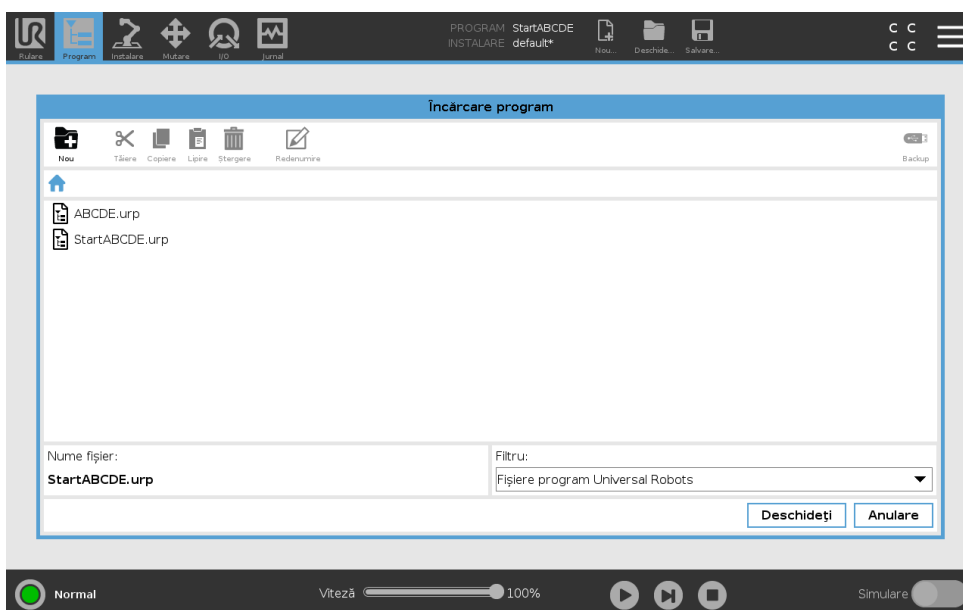 PROGRAM StartABCDE
INSTALARE default*
Rulare Program Instalare Mutare I/O Jurnal Nou... Deschide... Salvare...
C C
C C
Încărcare program
Nou Tăiere Copiere Lipire Ștergere Redenumire Backup
ABCDE.urp
StartABCDE.urp
Nume fișier: Filtru:
StartABCDE.urp Fișiere program Universal Robots
Deschideți Anulare
Normal Viteză 100% Simulare